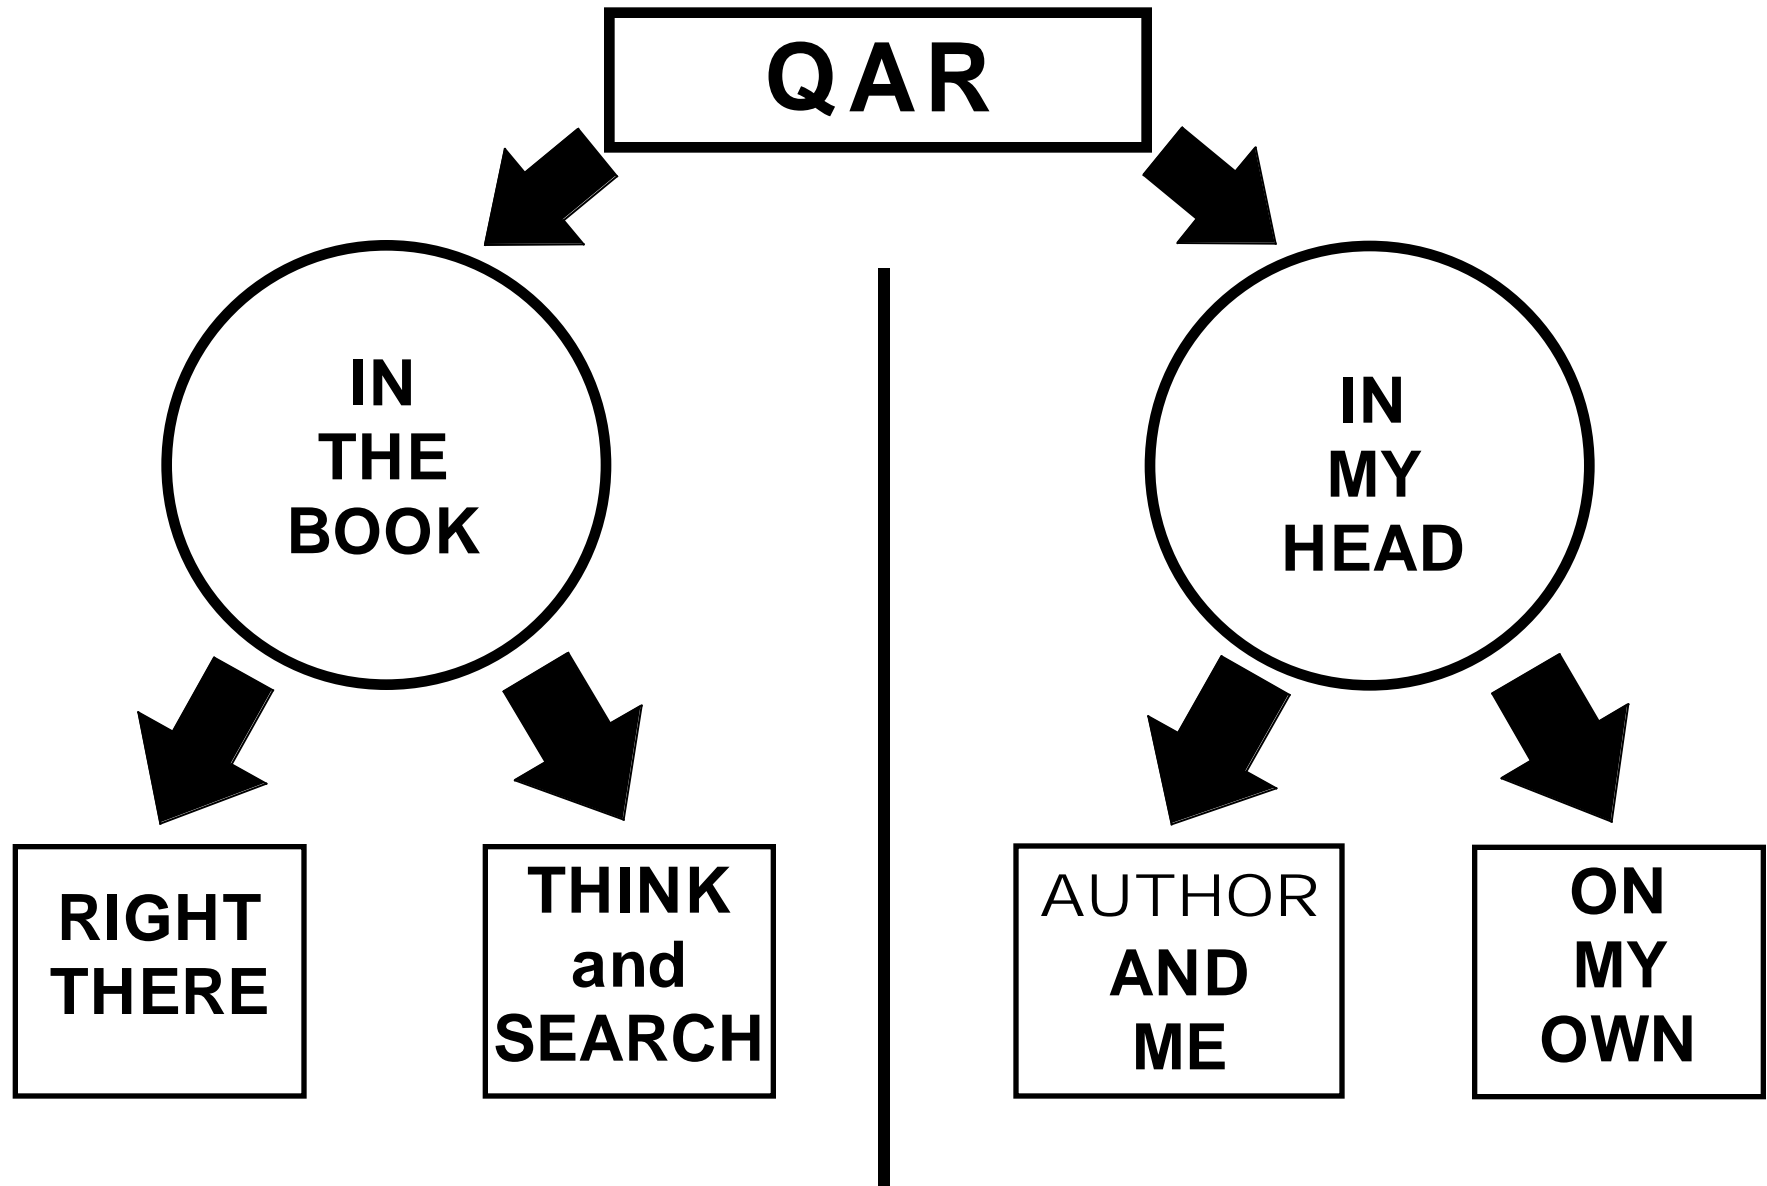 QAR
IN
THE
BOOK
IN
MY
HEAD
RIGHT
THERE
THINK
and
SEARCH
AUTHOR
AND
ME
ON
MY
OWN